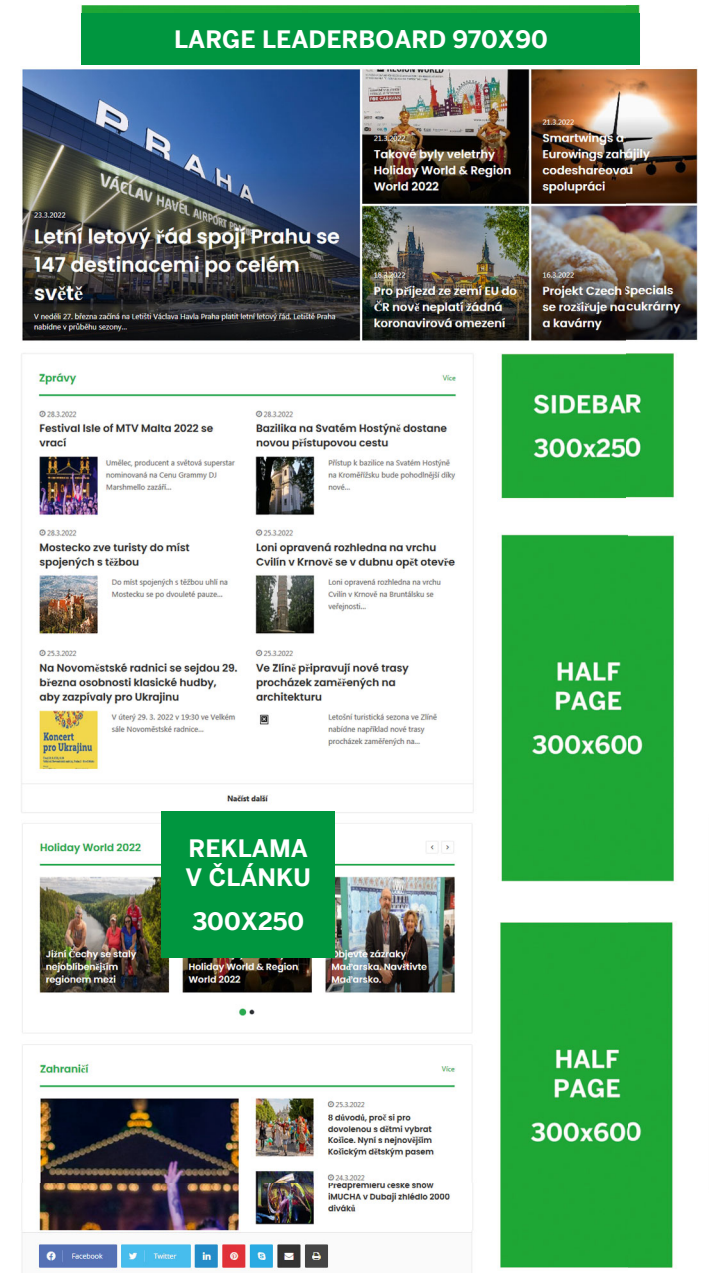 LARGE LEADERBOARD 970X90
PRAHA
VÁCLAV HAVEL AIRPORT
23.3.2022
Letní letový řád spojí Prahu se
147 destinacemi po celém
světě
V neděli 27. března začíná na Letišti Václava Havla Praha platit letní letový řád. Letiště Praha
nabídne v průběhu sezony...
REGION WORLD
21.3.2022
Takové byly veletrhy
Holiday World & Region
World 2022
21.3.2022
Smartwings a
Eurowings zahájily
codeshareovou
spolupráci
18.3.2022
Pro příjezd ze zemí EU do
ČR nově neplatí žádná
koronavirová omezení
16.3.2022
Projekt Czech Specials
se rozšiřuje na cukrárny
a kavárny
Zprávy
Více
28.3.2022
Festival Isle of MTV Malta 2022 se
vrací
Umělec, producent a světová superstar
nominovaná na Cenu Grammy DJ
Marshmello zazáří...
28.3.2022
Bazilika na Svatém Hostýně dostane
novou přístupovou cestu
Přístup k bazilice na Svatém Hostýně
na Kroměřížsku bude pohodlnější díky
nové...
28.3.2022
Mostecko zve turisty do míst
spojených s těžbou
Do míst spojených s těžbou uhlí na
Mostecku se po dvouleté pauze...
25.3.2022
Loni opravená rozhledna na vrchu
Cvilín v Krnově se v dubnu opět otevře
Loni opravená rozhledna na vrchu
Cvilín v Krnově na Bruntálsku se
veřejnosti...
25.3.2022
Na Novoměstské radnici se sejdou 29.
března osobnosti klasické hudby,
aby zazpívaly pro Ukrajinu
Koncert
pro Ukrajinu
V úterý 29. 3. 2022 v 19:30 ve Velkém
sále Novoměstské radnice...
25.3.2022
Ve Zlíně připravují nové trasy
procházek zaměřených na
architekturu
Letošní turistická sezona ve Zlíně
nabídne například nové trasy
procházek zaměřených na...
Načíst další
SIDEBAR
300x250
HALF
PAGE
300x600
Holiday World 2022
REKLAMA
V ČLÁNKU
300X250
Jižní Čechy se staly
nejoblíbenějším
regionem mezi
Holiday World & Region
World 2022
Objevte zázraky
Maďarska. Navštivte
Maďarsko.
Zahraničí
Více
25.3.2022
8 důvodů, proč si pro
dovolenou s dětmi vybrat
Košice. Nyní s nejnovějším
Košickým dětským pasem
24.3.2022
Předpremiéru české show
iMUCHA v Dubaji zhlédlo 2000
diváků
HALF
PAGE
300x600
Facebook
Twitter